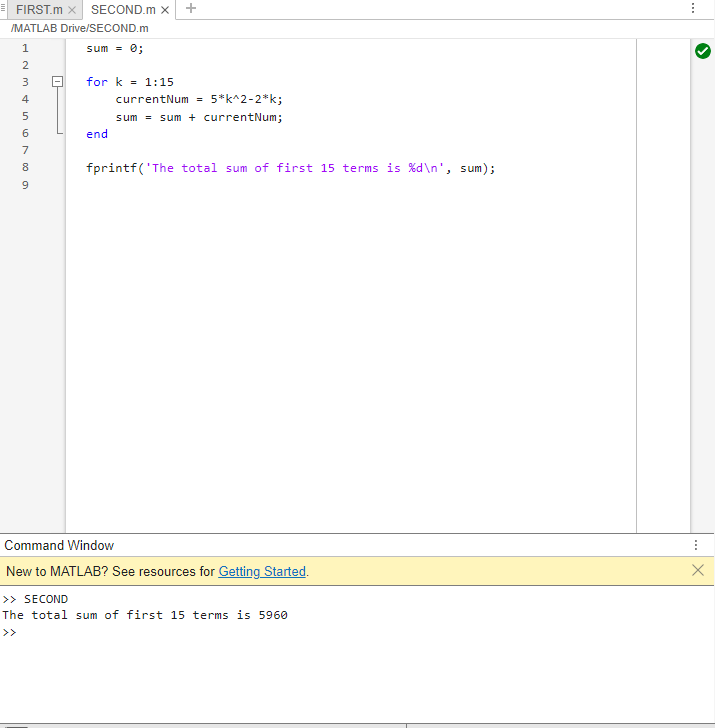 FIRST.m × SECOND.m × +
/MATLAB Drive/SECOND.m
1 sum = 0;
2
3 for k = 1:15
4 currentNum = 5*k^2-2*k;
5 sum = sum + currentNum;
6 end
7
8 fprintf('The total sum of first 15 terms is %d\n', sum);
9
Command Window
New to MATLAB? See resources for Getting Started.
>> SECOND
The total sum of first 15 terms is 5960
>>